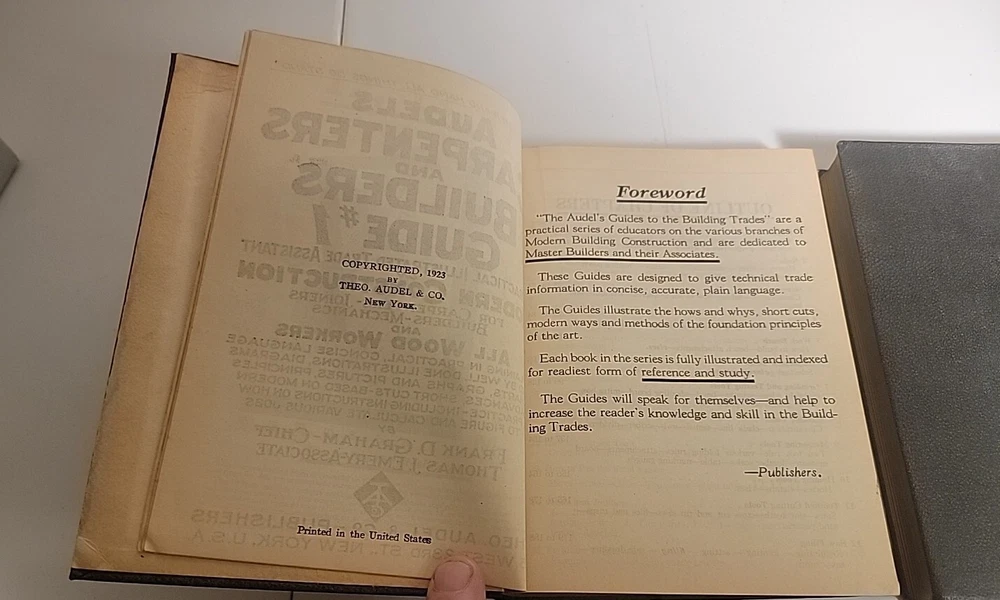 COPYRIGHTED, 1923
BY
THEO. AUDEL & CO.
NEW YORK.
Printed in the United States
Foreword
"The Audel's Guides to the Building Trades" are a
practical series of educators on the various branches of
Modern Building Construction and are dedicated to
Master Builders and their Associates.
These Guides are designed to give technical trade
information in concise, accurate, plain language.
The Guides illustrate the hows and whys, short cuts,
modern ways and methods of the foundation principles
of the art.
Each book in the series is fully illustrated and indexed
for readiest form of reference and study.
The Guides will speak for themselves—and help to
increase the reader's knowledge and skill in the Build-
ing Trades.
—Publishers.